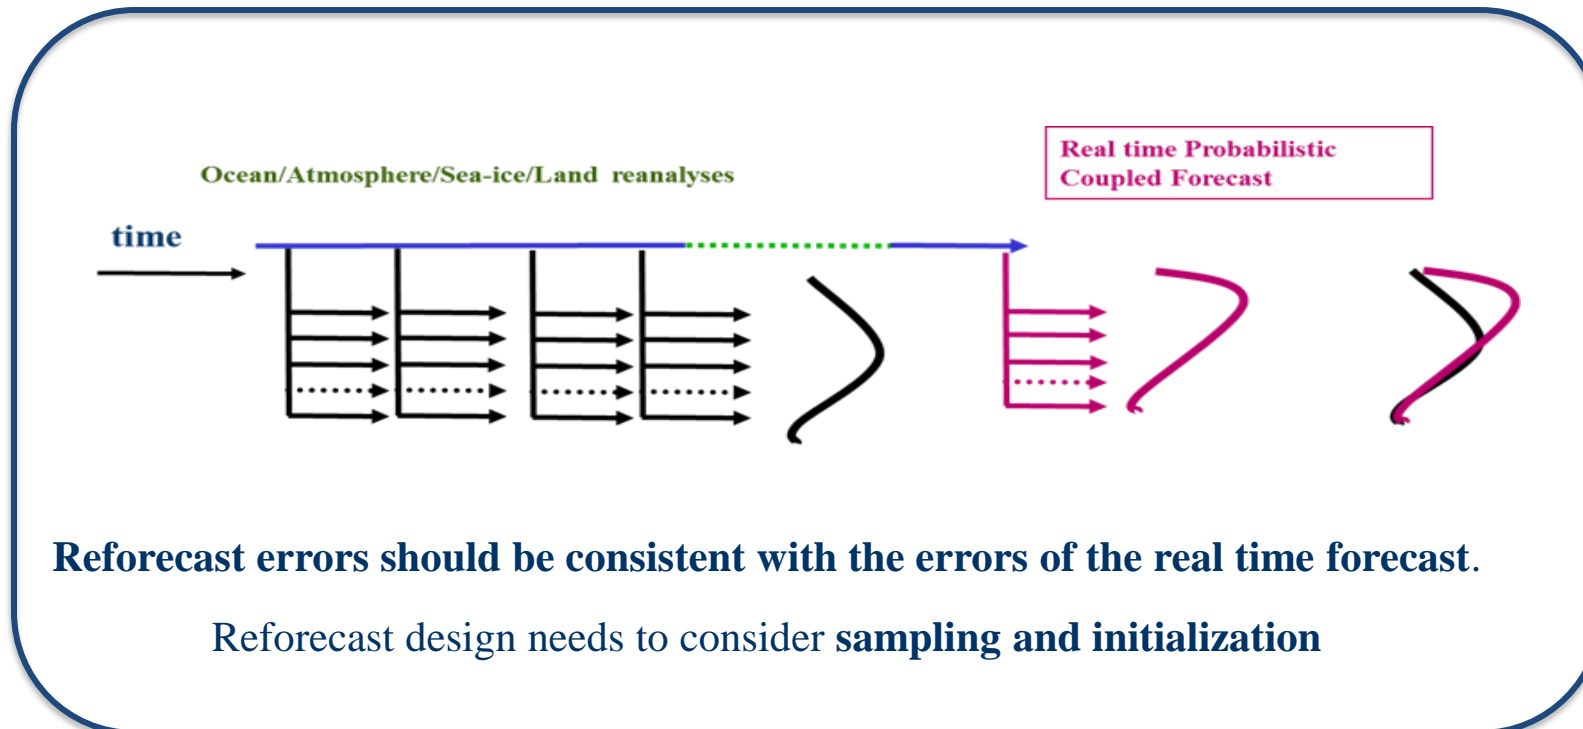 Real time Probabilistic
Coupled Forecast
Ocean/Atmosphere/Sea-ice/Land reanalyses
time
Reforecast errors should be consistent with the errors of the real time forecast.
Reforecast design needs to consider sampling and initialization